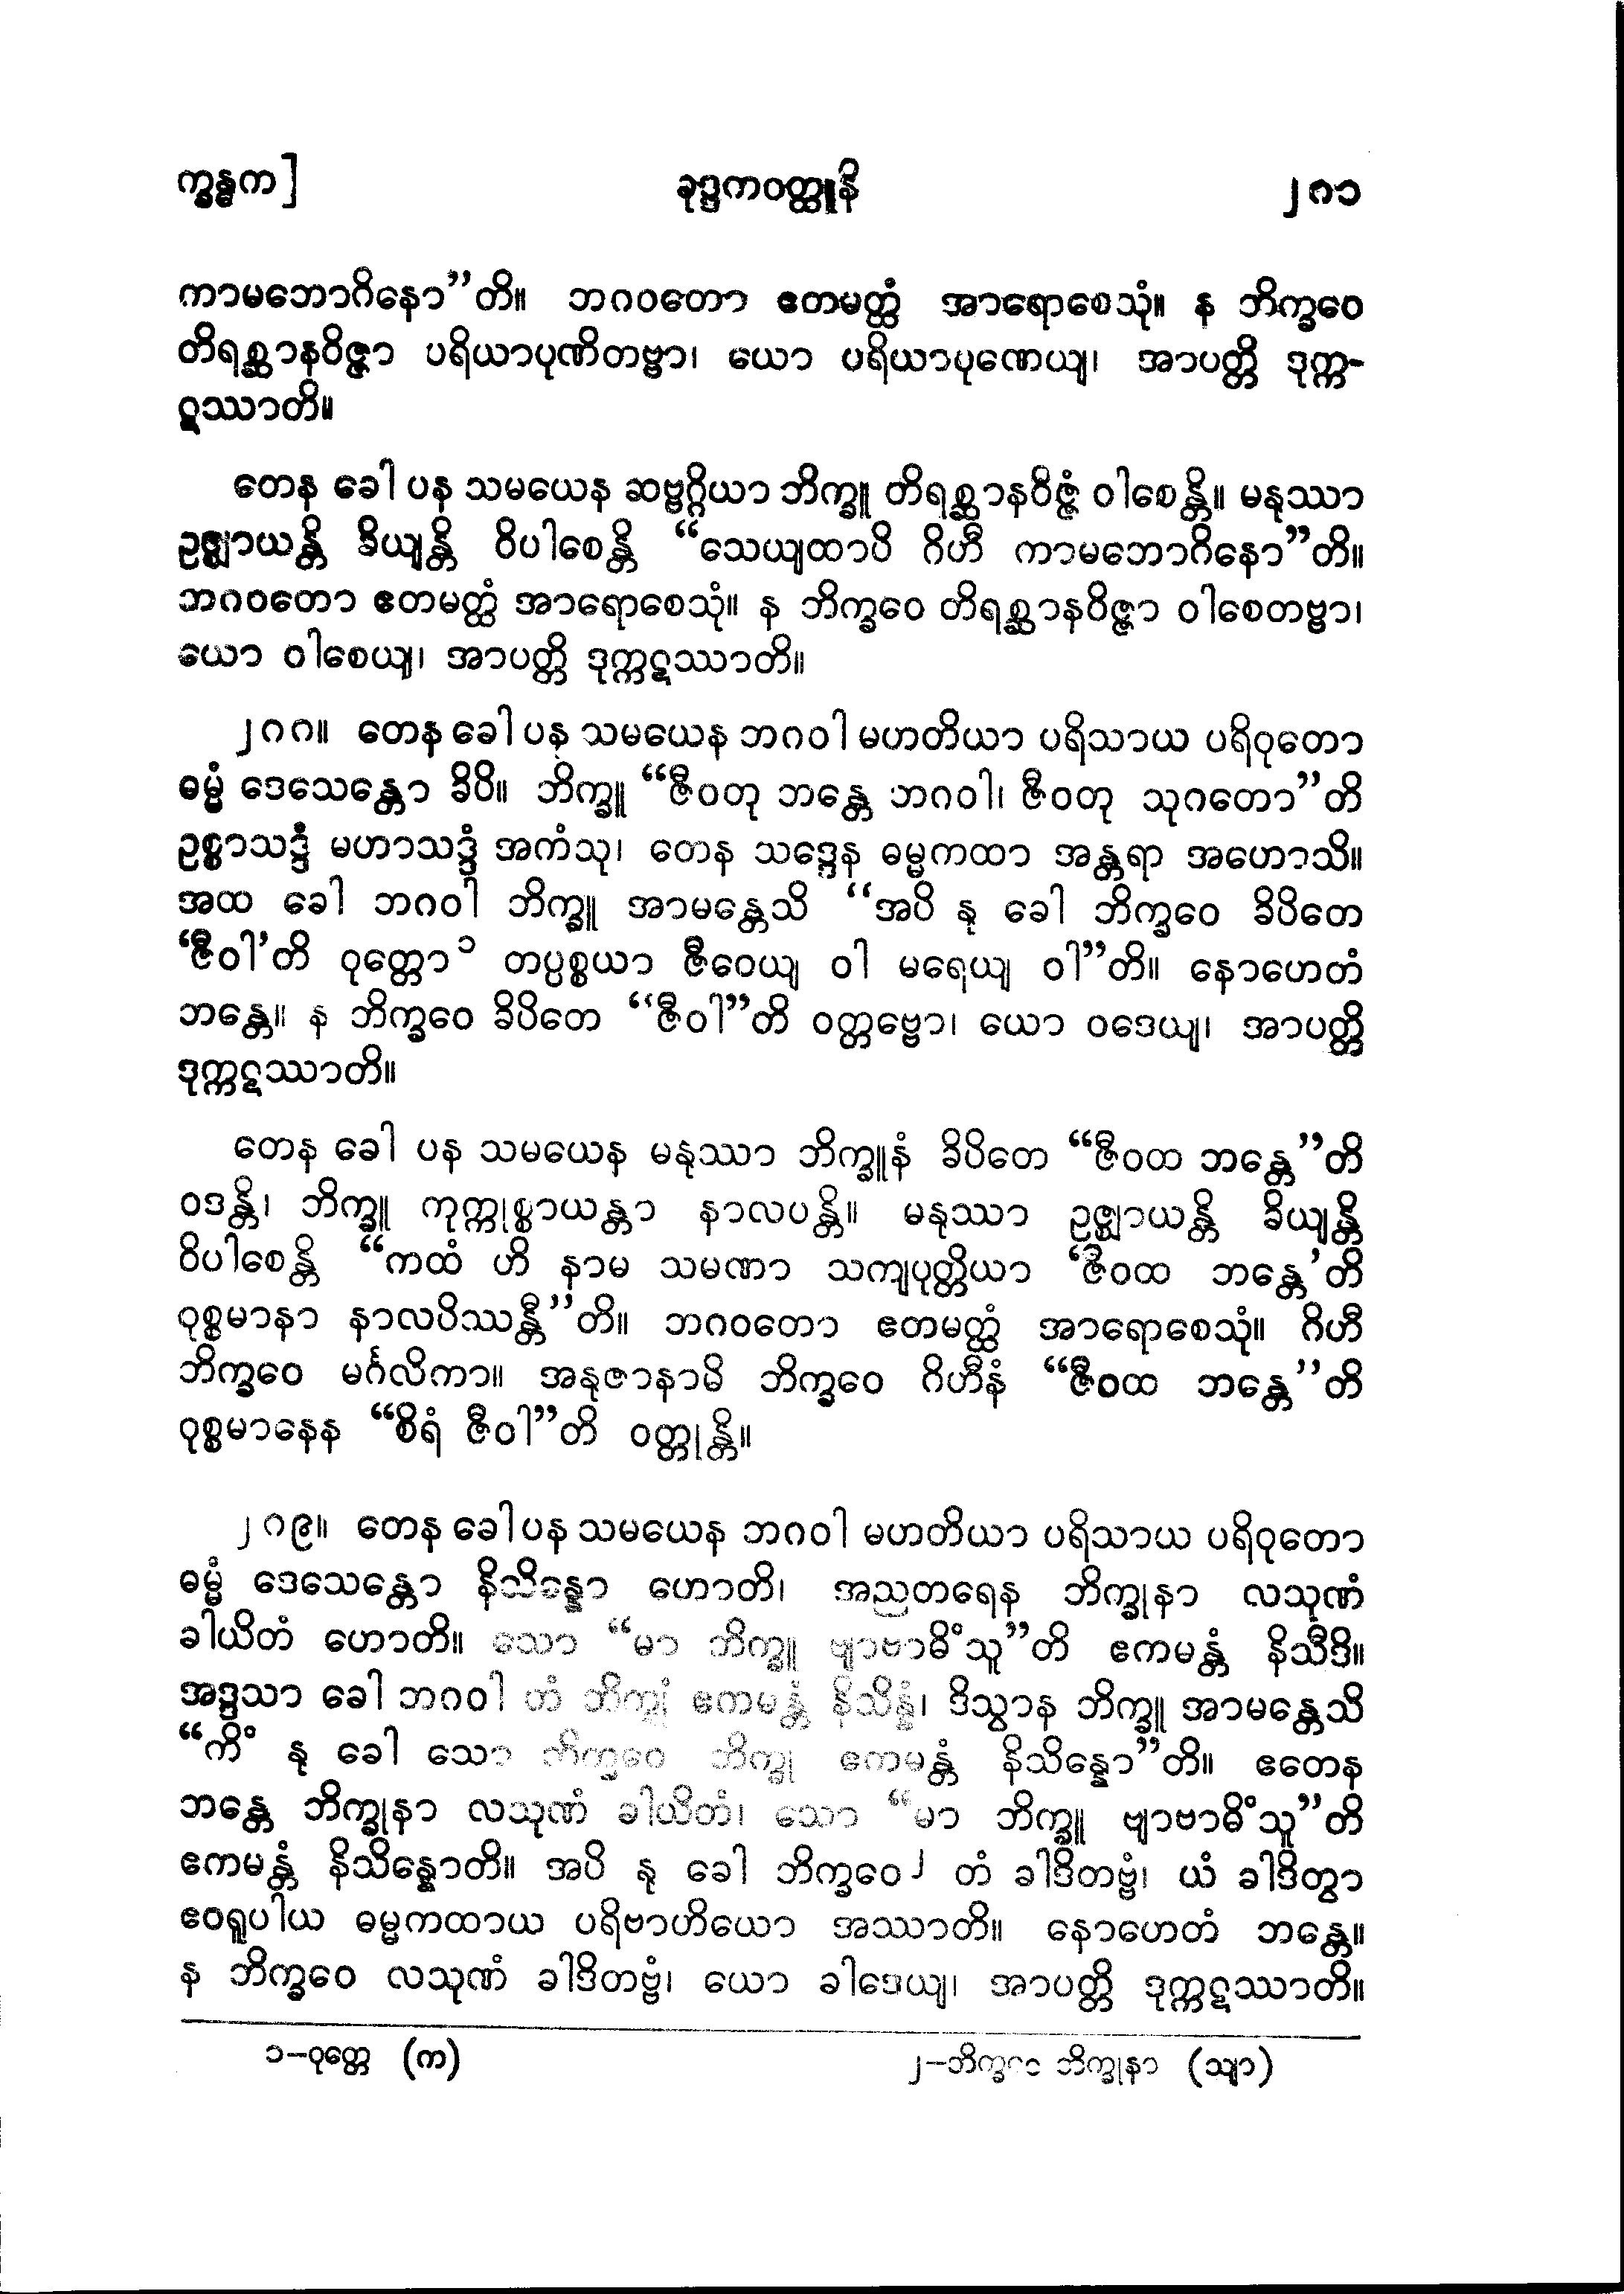 က္ခန္ဓက]
ခုဒ္ဒကဝတ္ထူနိ
၂၈၁
ကာမဘောဂိနော”တိ။ ဘဂဝတော ဧတမတ္ထံ အာရောစေသုံ။ န ဘိက္ခဝေ
တိရစ္ဆာနဝိဇ္ဇာ ပရိယာပုဏိတဗ္ဗာ၊ ယော ပရိယာပုဏေယျ၊ အာပတ္တိ ဒုက္က-
ဋဿာတိ။
တေန ခေါ ပန သမယေန ဆဗ္ဗဂ္ဂိယာ ဘိက္ခူ တိရစ္ဆာနဝိဇ္ဇံ ဝါစေန္တိ။ မနုဿာ
ဥဇ္ဈာယန္တိ ခိယျန္တိ ဝိပါစေန္တိ “သေယျထာပိ ဂိဟီ ကာမဘောဂိနော”တိ။
ဘဂဝတော ဧတမတ္ထံ အာရောစေသုံ။ န ဘိက္ခဝေ တိရစ္ဆာနဝိဇ္ဇာ ဝါစေတဗ္ဗာ၊
ယော ဝါစေယျ၊ အာပတ္တိ ဒုက္ကဋဿာတိ။
၂၈၈။ တေန ခေါ ပန သမယေန ဘဂဝါ မဟတိယာ ပရိသာယ ပရိဝုတော
ဓမ္မံ ဒေသေန္တော ခိပိ။ ဘိက္ခူ “ဇီဝတု ဘန္တေ ဘဂဝါ၊ ဇီဝတု သုဂတော”တိ
ဥစ္စာသဒ္ဒံ မဟာသဒ္ဒံ အကံသု၊ တေန သဒ္ဒေန ဓမ္မကထာ အန္တရာ အဟောသိ။
အထ ခေါ ဘဂဝါ ဘိက္ခူ အာမန္တေသိ “အပိ နု ခေါ ဘိက္ခဝေ ခိပိတေ
‘ဇီဝါ’တိ ဝုတ္တော ၁ တပ္ပစ္စယာ ဇီဝေယျ ဝါ မရေယျ ဝါ”တိ။ နောဟေတံ
ဘန္တေ။ န ဘိက္ခဝေ ခိပိတေ “ဇီဝါ”တိ ဝတ္တဗ္ဗော၊ ယော ဝဒေယျ၊ အာပတ္တိ
ဒုက္ကဋဿာတိ။
တေန ခေါ ပန သမယေန မနုဿာ ဘိက္ခူနံ ခိပိတေ “ဇီဝထ ဘန္တေ”တိ
ဝဒန္တိ၊ ဘိက္ခူ ကုက္ကုစ္စာယန္တာ နာလပန္တိ။ မနုဿာ ဥဇ္ဈာယန္တိ ခိယျန္တိ
ဝိပါစေန္တိ “ကထံ ဟိ နာမ သမဏာ သကျပုတ္တိယာ ‘ဇီဝထ ဘန္တေ’တိ
ဝုစ္စမာနာ နာလပိဿန္တီ”တိ။ ဘဂဝတော ဧတမတ္ထံ အာရောစေသုံ။ ဂိဟီ
ဘိက္ခဝေ မင်္ဂလိကာ။ အနုဇာနာမိ ဘိက္ခဝေ ဂိဟီနံ “ဇီဝထ ဘန္တေ”တိ
ဝုစ္စမာနေန “စိရံ ဇီဝါ”တိ ဝတ္တုန္တိ။
၂၈၉။ တေန ခေါ ပန သမယေန ဘဂဝါ မဟတိယာ ပရိသာယ ပရိဝုတော
ဓမ္မံ ဒေသေန္တော နိသိန္နော ဟောတိ၊ အညတရေန ဘိက္ခုနာ လသုဏံ
ခါယိတံ ဟောတိ။ သော “မာ ဘိက္ခူ ဗျာဗာဓိံသူ”တိ ဧကမန္တံ နိသီဒိ။
အဒ္ဒသာ ခေါ ဘဂဝါ တံ ဘိက္ခုံ ဧကမန္တံ နိသိန္နံ၊ ဒိသွာန ဘိက္ခူ အာမန္တေသိ
“ကိံ နု ခေါ သော ဘိက္ခဝေ ဘိက္ခု ဧကမန္တံ နိသိန္နော”တိ။ ဧတေန
ဘန္တေ ဘိက္ခုနာ လသုဏံ ခါယိတံ၊ သော “မာ ဘိက္ခူ ဗျာဗာဓိံသူ”တိ
ဧကမန္တံ နိသိန္နောတိ။ အပိ နု ခေါ ဘိက္ခဝေ ၂ တံ ခါဒိတဗ္ဗံ၊ ယံ ခါဒိတွာ
ဧဝရူပါယ ဓမ္မကထာယ ပရိဗာဟိယော အဿာတိ။ နောဟေတံ ဘန္တေ။
န ဘိက္ခဝေ လသုဏံ ခါဒိတဗ္ဗံ၊ ယော ခါဒေယျ၊ အာပတ္တိ ဒုက္ကဋဿာတိ။
၁-ဝုတ္တေ (က)
၂-ဘိက္ခဝေ ဘိက္ခုနာ (သျာ)